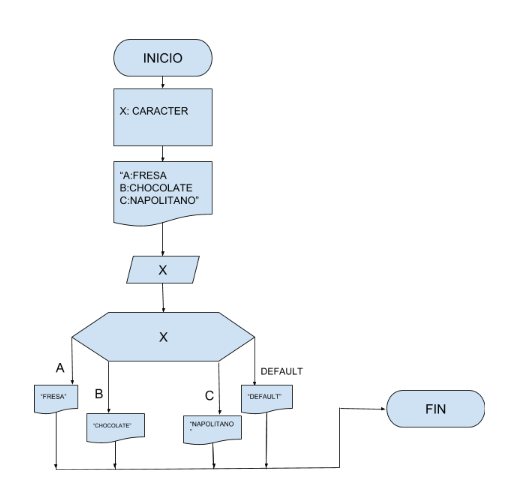 INICIO
X: CARACTER
"A:FRESA
B:CHOCOLATE
C:NAPOLITANO"
X
X
A
B
C
DEFAULT
"FRESA"
"CHOCOLATE"
"NAPOLITANO
"
"DEFAULT"
FIN